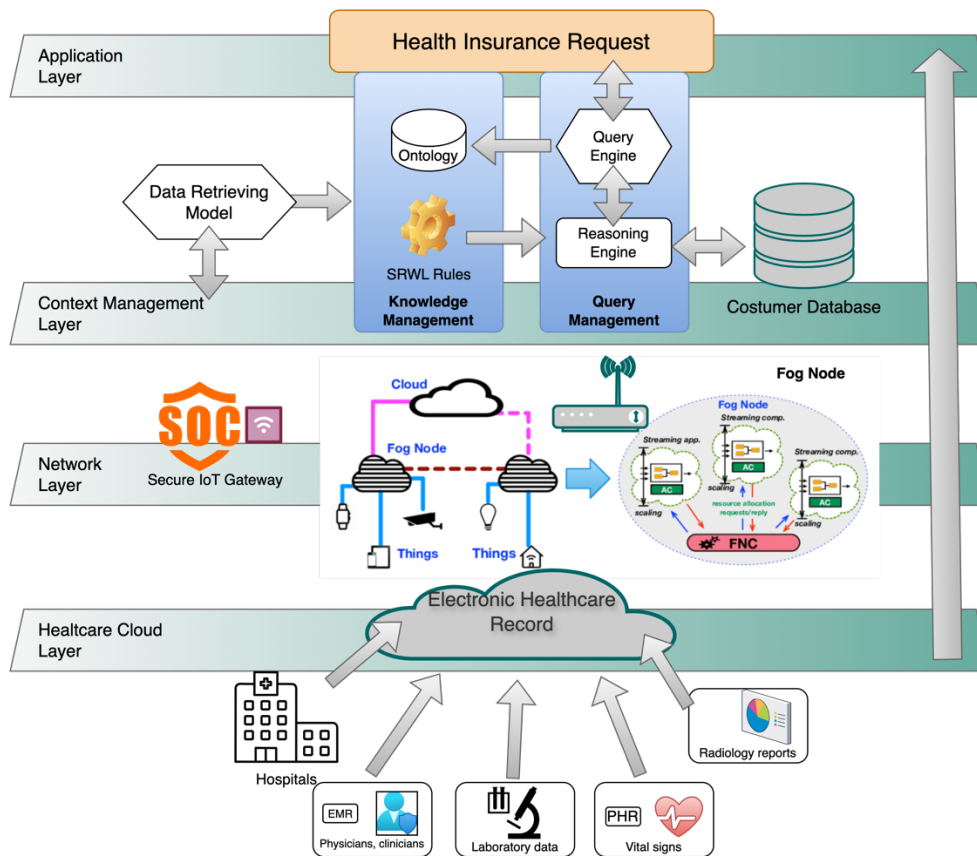 Health Insurance Request
Application
Layer
Ontology
Query
Engine
Data Retrieving
Model
SRWL Rules
Reasoning
Engine
Knowledge
Management
Query
Management
Costumer Database
Context Management
Layer
SOC
Secure IoT Gateway
Network
Layer
Cloud
Fog Node
Things
Things
Fog Node
Fog Node
Streaming comp.
Streaming app.
Streaming comp.
AC
AC
AC
scaling
scaling
scaling
resource allocation
requests/reply
FNC
Electronic Healthcare
Record
Healtcare Cloud
Layer
Hospitals
Radiology reports
EMR
Physicians, clinicians
Laboratory data
PHR
Vital signs